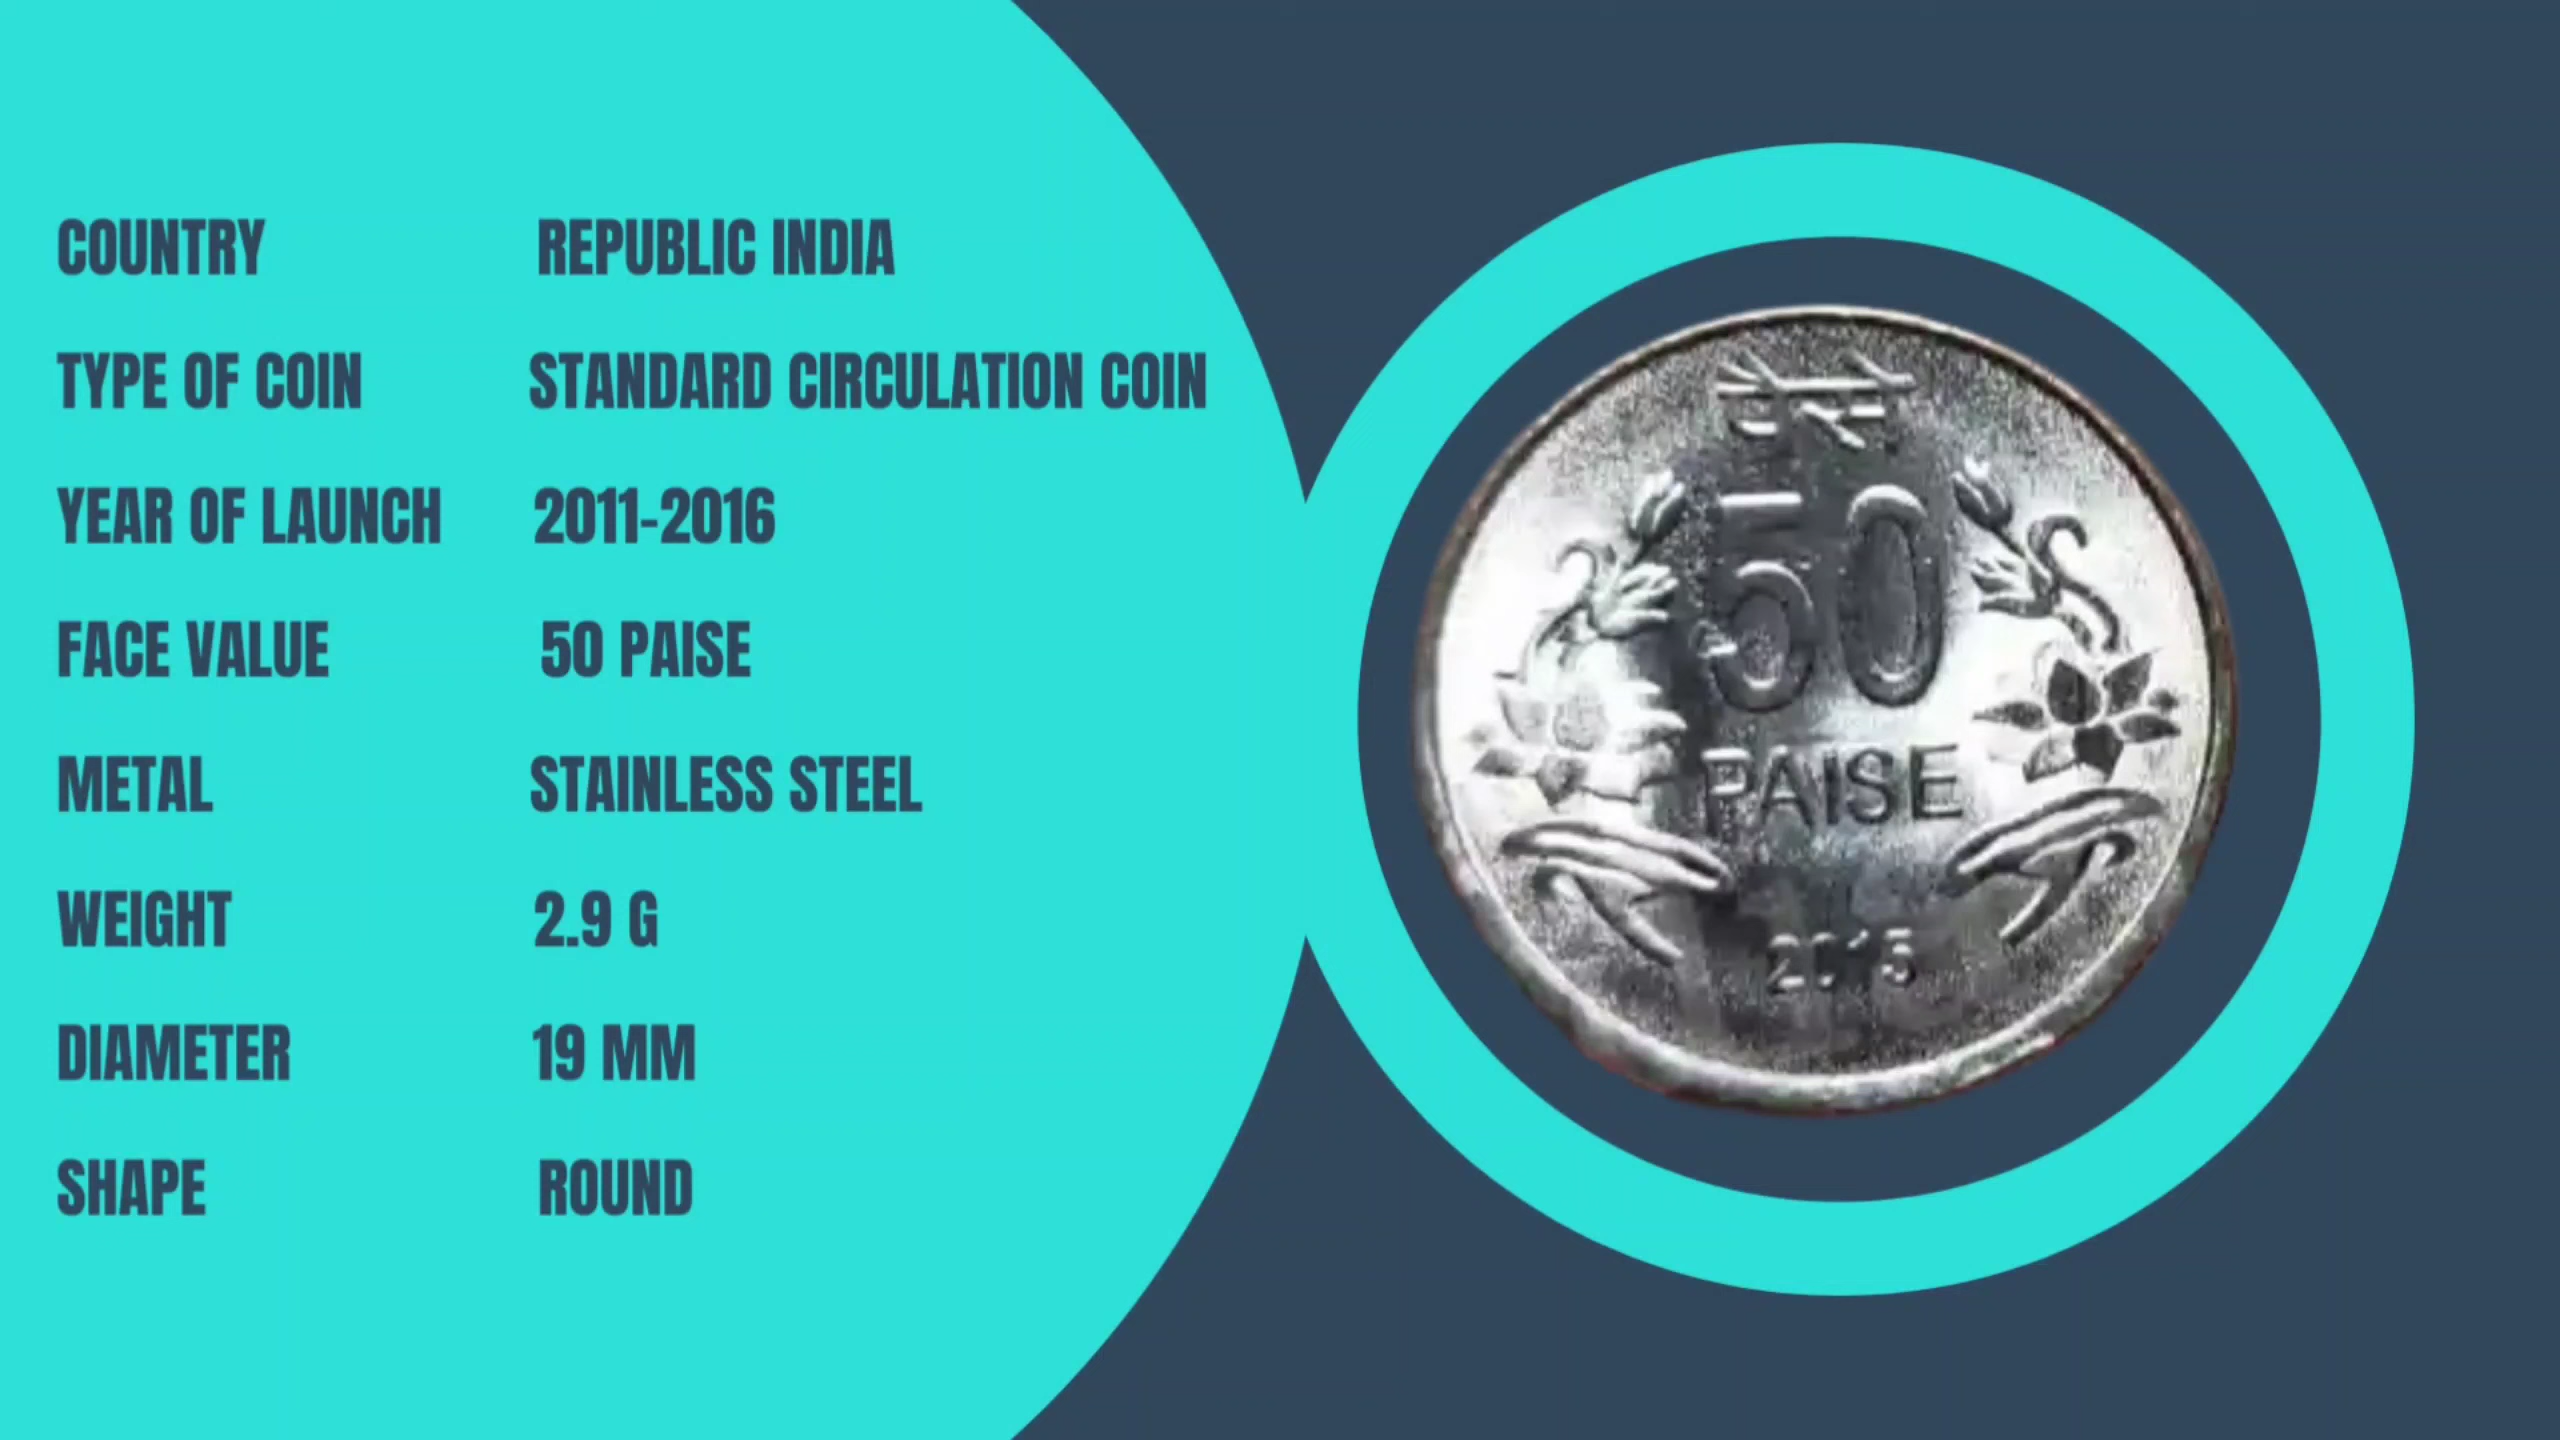 COUNTRY REPUBLIC INDIA
TYPE OF COIN STANDARD CIRCULATION COIN
YEAR OF LAUNCH 2011-2016
FACE VALUE 50 PAISE
METAL STAINLESS STEEL
WEIGHT 2.9 G
DIAMETER 19 MM
SHAPE ROUND
50
PAISE